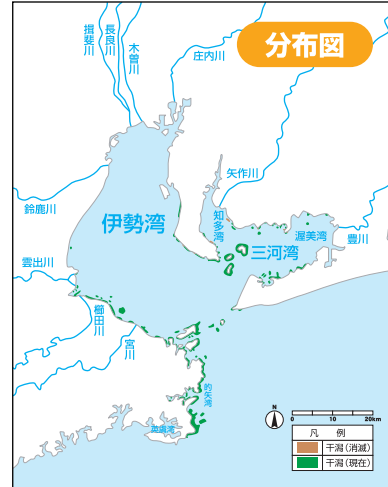 分布図
揖斐川
長良川
木曽川
庄内川
矢作川
鈴鹿川
伊勢湾
知多湾
渥美湾
豊川
三河湾
雲出川
櫛田川
宮川
的矢湾
英虞湾
N
0 10 20km
凡 例
干潟(消滅)
干潟(現在)